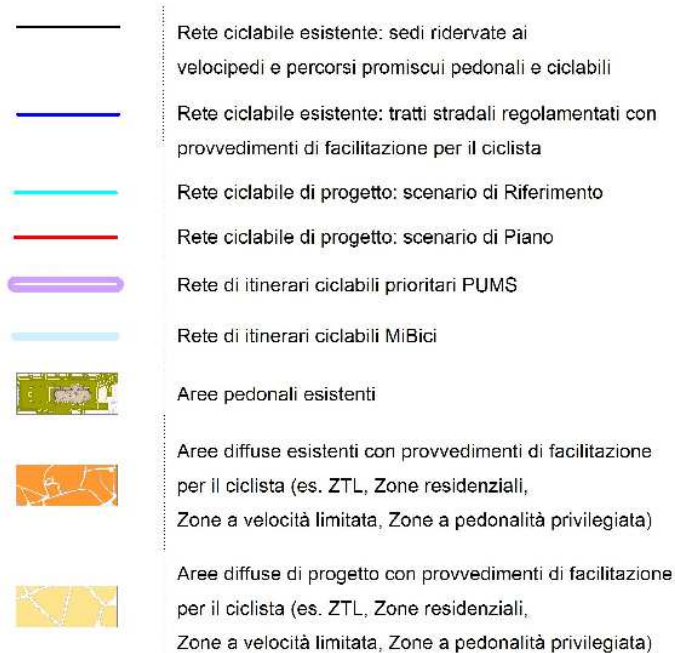 Rete ciclabile esistente: sedi ridervate ai
velocipedi e percorsi promiscui pedonali e ciclabili
Rete ciclabile esistente: tratti stradali regolamentati con
provvedimenti di facilitazione per il ciclista
Rete ciclabile di progetto: scenario di Riferimento
Rete ciclabile di progetto: scenario di Piano
Rete di itinerari ciclabili prioritari PUMS
Rete di itinerari ciclabili MiBici
Aree pedonali esistenti
Aree diffuse esistenti con provvedimenti di facilitazione
per il ciclista (es. ZTL, Zone residenziali,
Zone a velocità limitata, Zone a pedonalità privilegiata)
Aree diffuse di progetto con provvedimenti di facilitazione
per il ciclista (es. ZTL, Zone residenziali,
Zone a velocità limitata, Zone a pedonalità privilegiata)